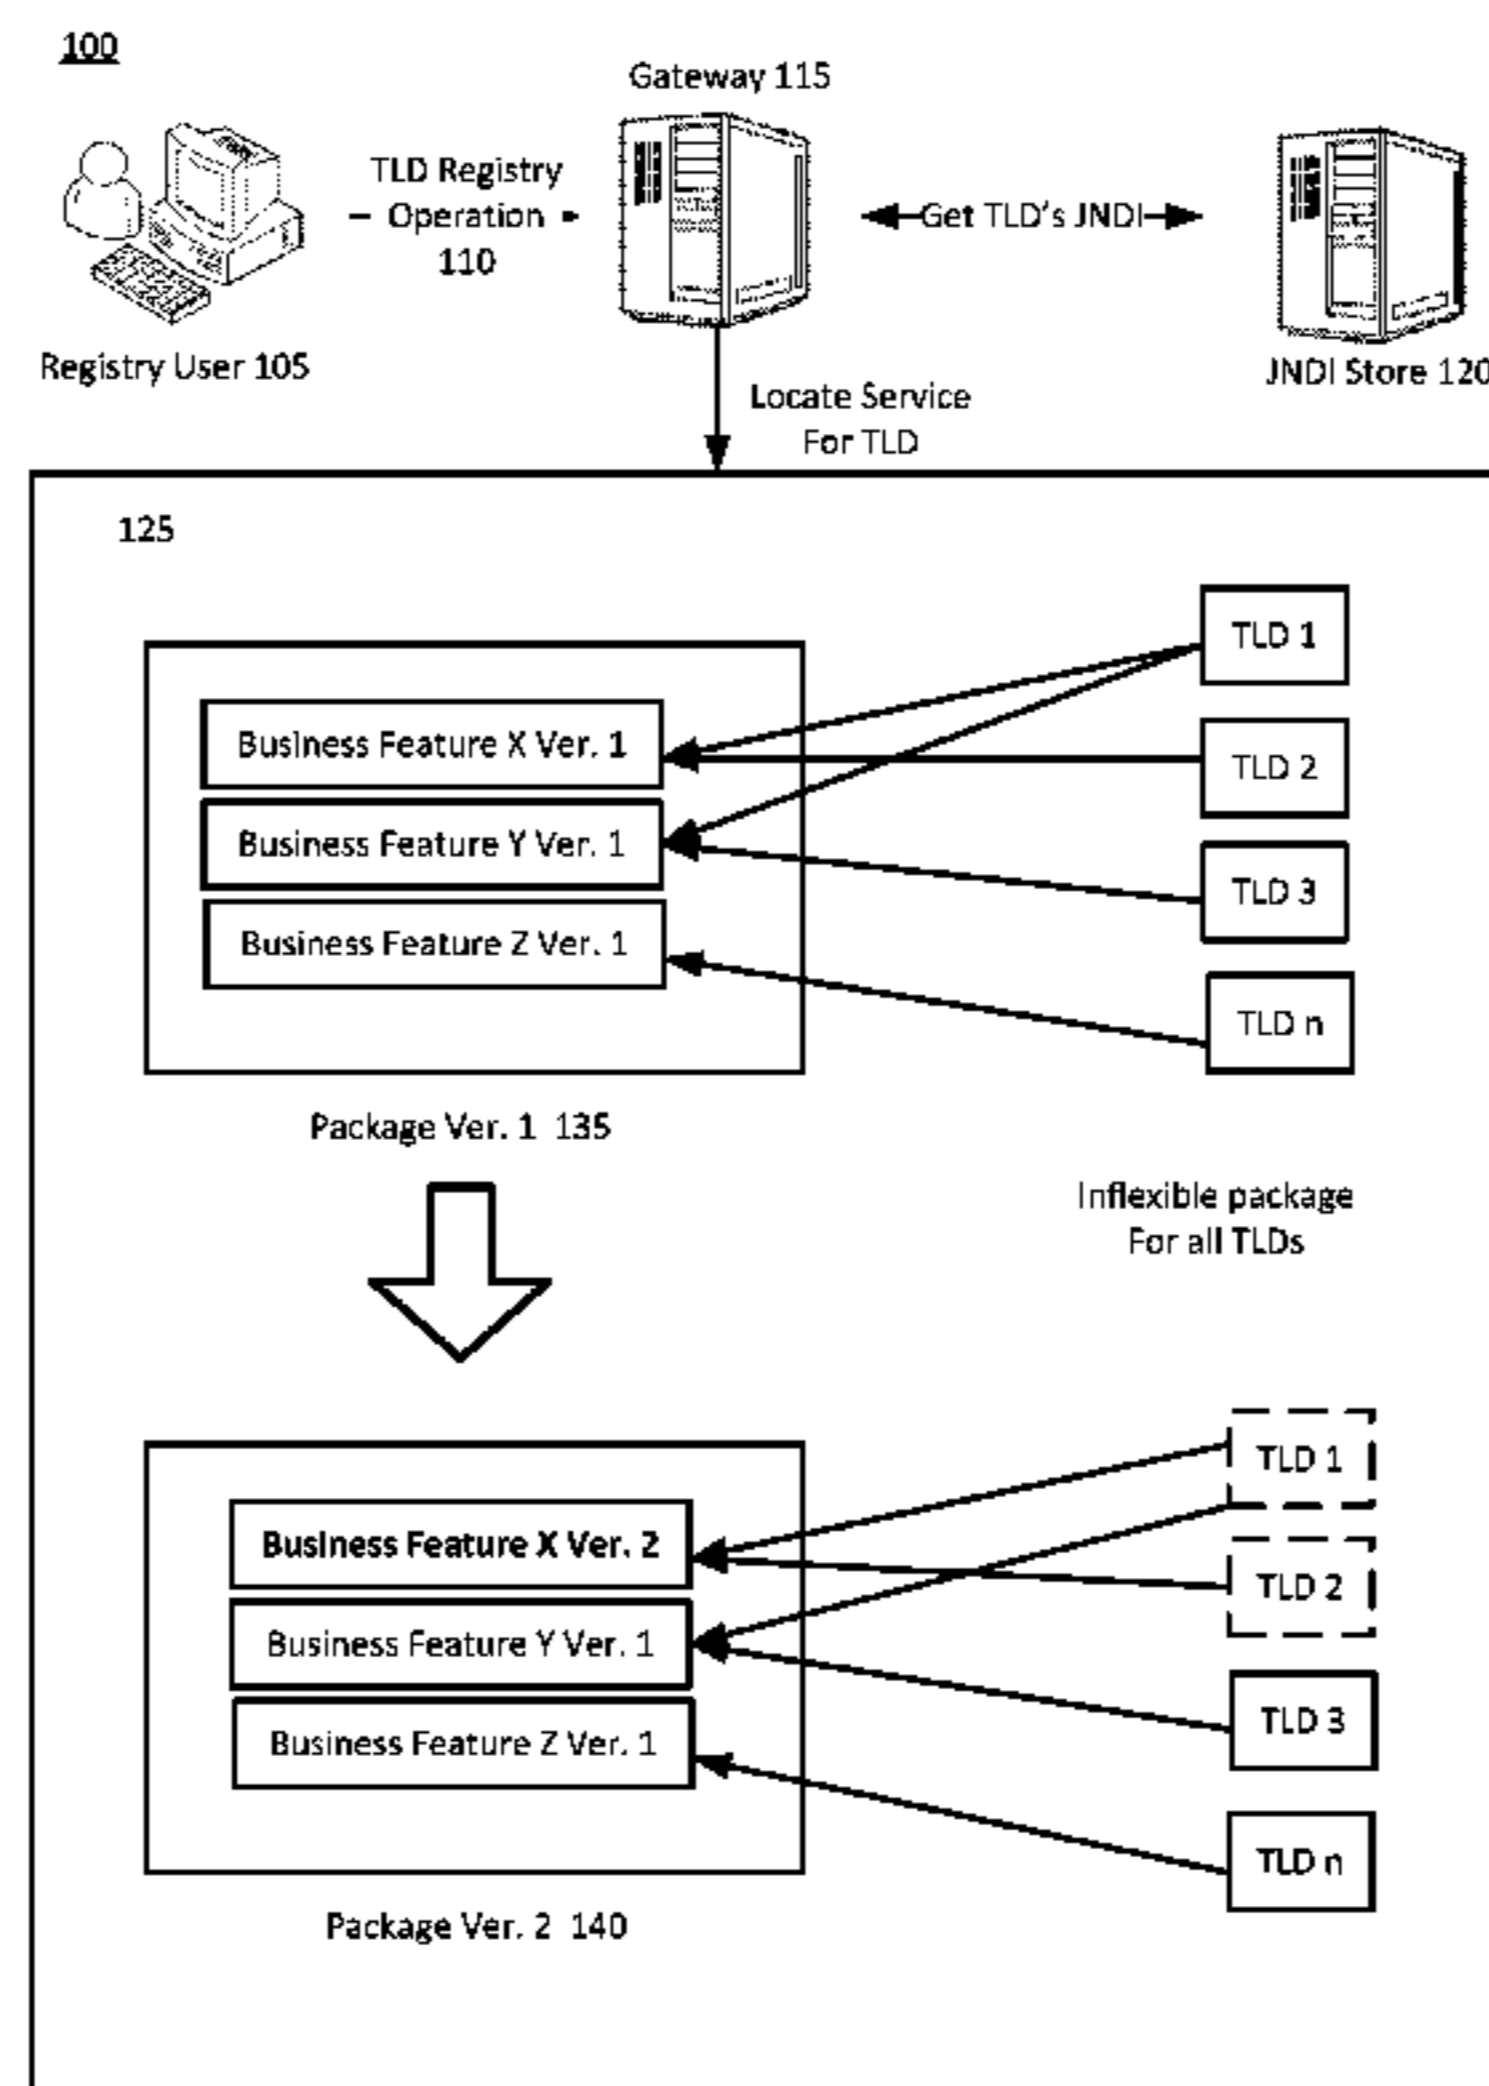 100
Gateway 115
TLD Registry
Operation
110
Get TLD's JNDI
Registry User 105
JNDI Store 120
Locate Service
For TLD
125
TLD 1
Business Feature X Ver. 1
TLD 2
Business Feature Y Ver. 1
TLD 3
Business Feature Z Ver. 1
TLD n
Package Ver. 1 135
Inflexible package
For all TLDs
TLD 1
Business Feature X Ver. 2
TLD 2
Business Feature Y Ver. 1
TLD 3
Business Feature Z Ver. 1
TLD n
Package Ver. 2 140